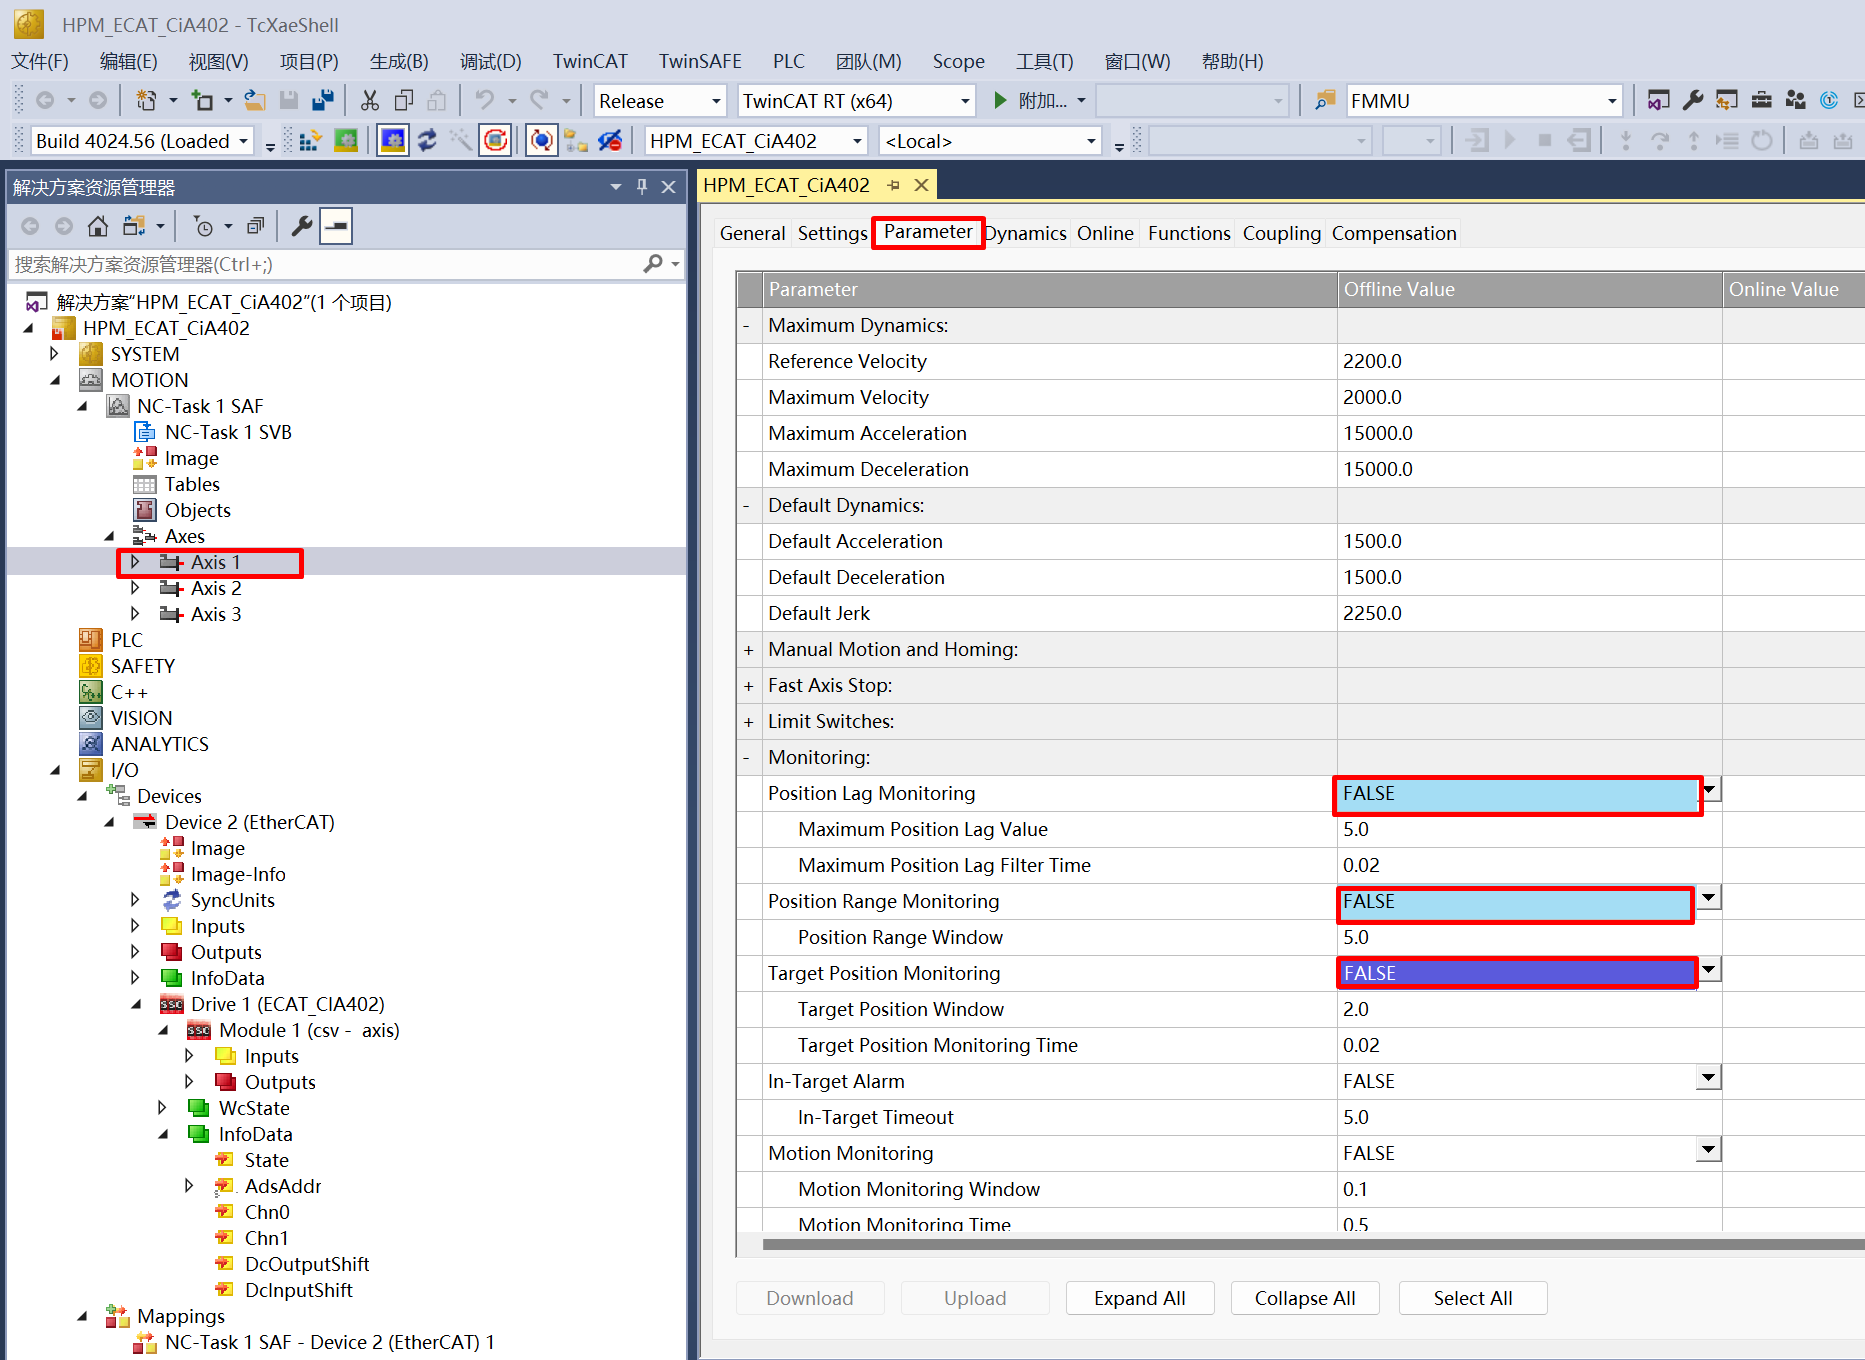 HPM_ECAT_CiA402 - TcXaeShell
文件(F) 编辑(E) 视图(V) 项目(P) 生成(B) 调试(D) TwinCAT TwinSAFE PLC 团队(M) Scope 工具(T) 窗口(W) 帮助(H)
Release TwinCAT RT (x64) 附加... FMMU
Build 4024.56 (Loaded HPM_ECAT_CiA402 <Local>
解决方案资源管理器
搜索解决方案资源管理器(Ctrl+;)
解决方案"HPM_ECAT_CiA402"(1 个项目)
HPM_ECAT_CiA402
SYSTEM
MOTION
NC-Task 1 SAF
NC-Task 1 SVB
Image
Tables
Objects
Axes
Axis 1
Axis 2
Axis 3
PLC
SAFETY
C++
VISION
ANALYTICS
I/O
Devices
Device 2 (EtherCAT)
Image
Image-Info
SyncUnits
Inputs
Outputs
InfoData
Drive 1 (ECAT_CIA402)
Module 1 (csv - axis)
Inputs
Outputs
WcState
InfoData
State
AdsAddr
Chn0
Chn1
DcOutputShift
DcInputShift
Mappings
NC-Task 1 SAF - Device 2 (EtherCAT) 1
HPM_ECAT_CiA402
General Settings Parameter Dynamics Online Functions Coupling Compensation
Parameter Offline Value Online Value
- Maximum Dynamics:
Reference Velocity 2200.0
Maximum Velocity 2000.0
Maximum Acceleration 15000.0
Maximum Deceleration 15000.0
- Default Dynamics:
Default Acceleration 1500.0
Default Deceleration 1500.0
Default Jerk 2250.0
+ Manual Motion and Homing:
+ Fast Axis Stop:
+ Limit Switches:
- Monitoring:
Position Lag Monitoring FALSE
Maximum Position Lag Value 5.0
Maximum Position Lag Filter Time 0.02
Position Range Monitoring FALSE
Position Range Window 5.0
Target Position Monitoring FALSE
Target Position Window 2.0
Target Position Monitoring Time 0.02
In-Target Alarm FALSE
In-Target Timeout 5.0
Motion Monitoring FALSE
Motion Monitoring Window 0.1
Motion Monitoring Time 0.5
Download Upload Expand All Collapse All Select All